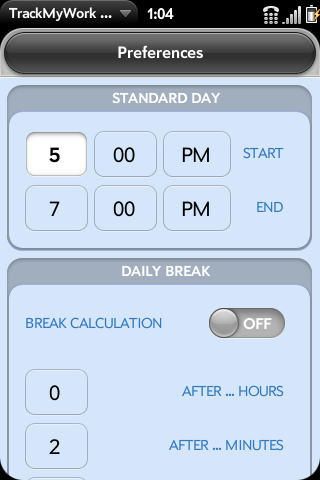 TrackMyWork ... 1:04
Preferences
STANDARD DAY
5 00 PM START
7 00 PM END
DAILY BREAK
BREAK CALCULATION OFF
0 AFTER ... HOURS
2 AFTER ... MINUTES